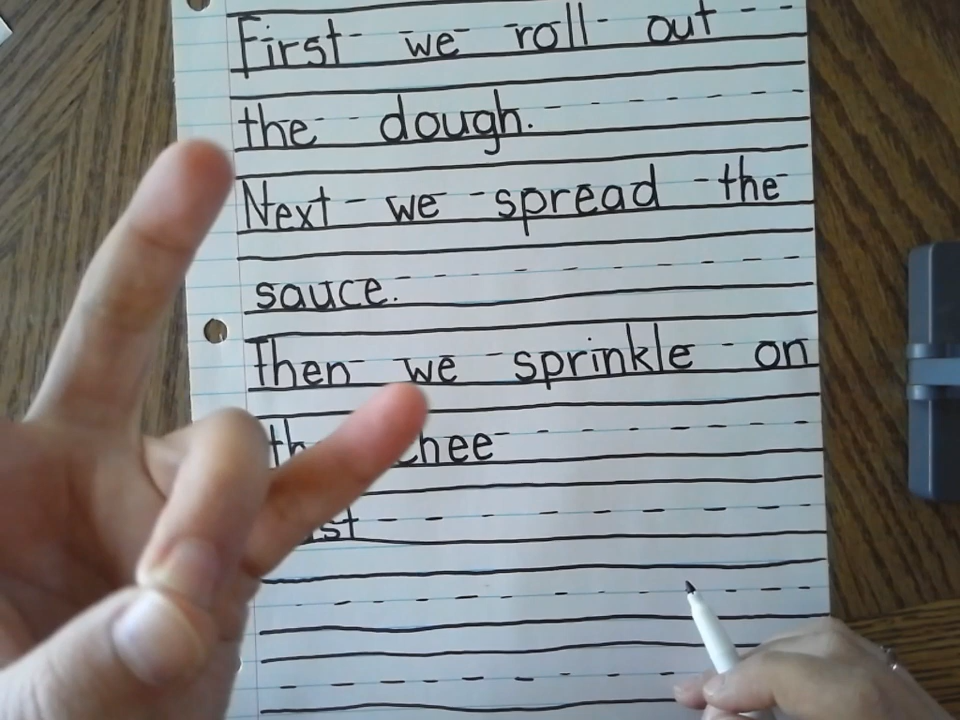 First we roll out
the dough.
Next we spread the
sauce.
Then we sprinkle on
chee